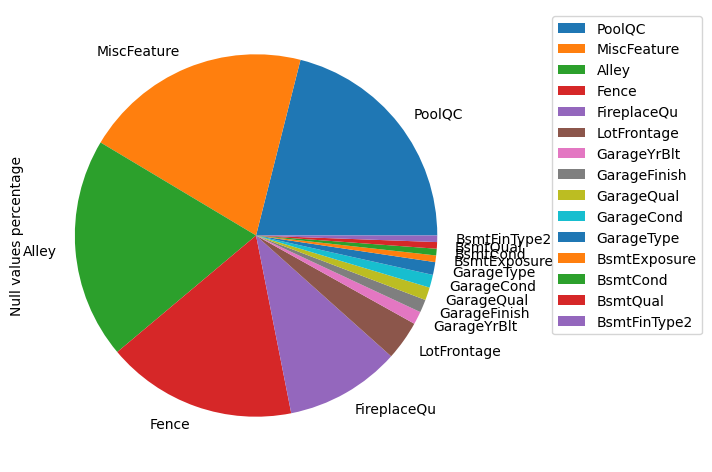 MiscFeature
PoolQC
Alley
Fence
FireplaceQu
LotFrontage
GarageYrBlt
GarageFinish
GarageQual
GarageCond
GarageType
BsmtExposure
BsmtCond
BsmtQual
BsmtFinType2
Null values percentage
PoolQC
MiscFeature
Alley
Fence
FireplaceQu
LotFrontage
GarageYrBlt
GarageFinish
GarageQual
GarageCond
GarageType
BsmtExposure
BsmtCond
BsmtQual
BsmtFinType2